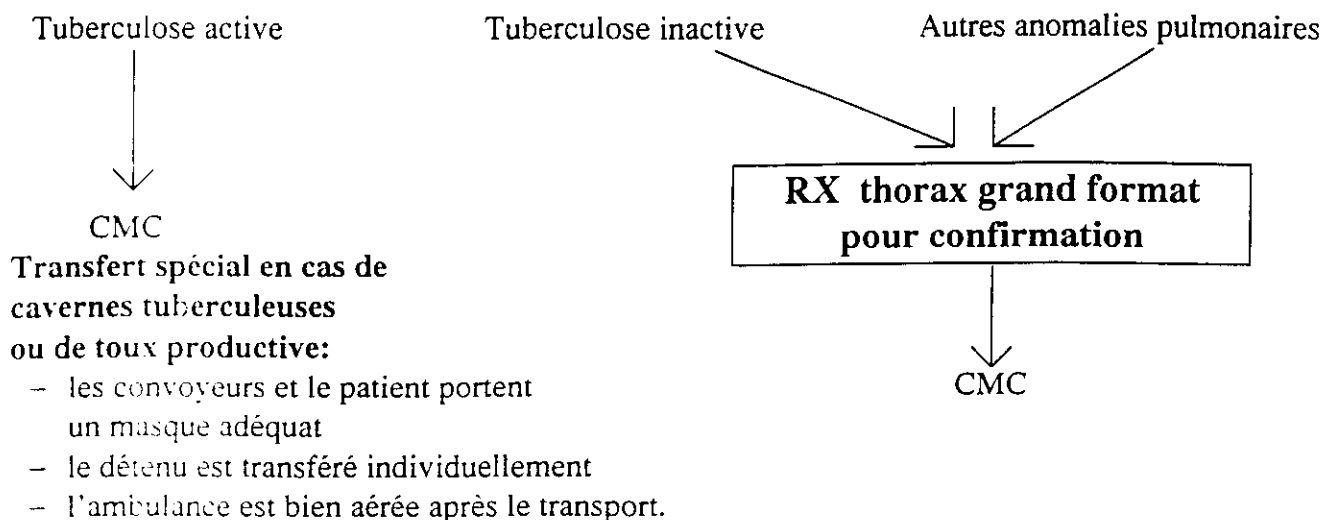 Tuberculose active
Tuberculose inactive
Autres anomalies pulmonaires
RX thorax grand format
pour confirmation
CMC
CMC
Transfert spécial en cas de
cavernes tuberculeuses
ou de toux productive:
– les convoyeurs et le patient portent
un masque adéquat
– le détenu est transféré individuellement
– l'ambulance est bien aérée après le transport.